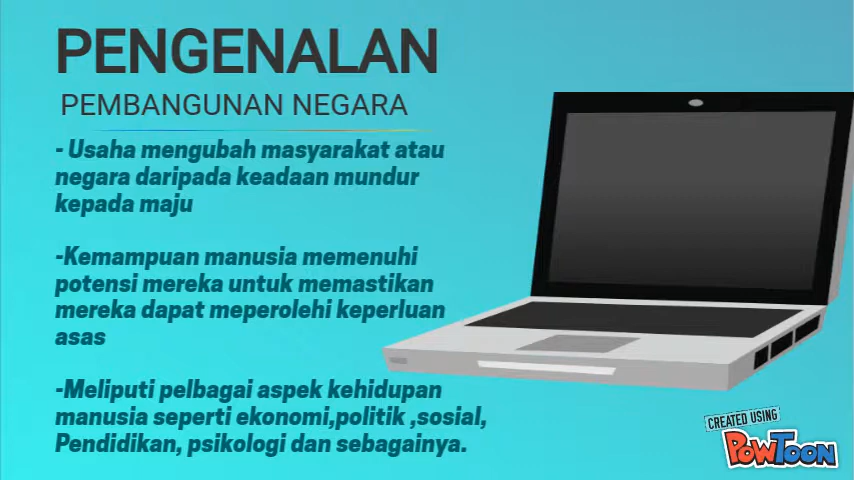 PENGENALAN
PEMBANGUNAN NEGARA
- Usaha mengubah masyarakat atau
negara daripada keadaan mundur
kepada maju
-Kemampuan manusia memenuhi
potensi mereka untuk memastikan
mereka dapat meperolehi keperluan
asas
-Meliputi pelbagai aspek kehidupan
manusia seperti ekonomi,politik ,sosial,
Pendidikan, psikologi dan sebagainya.
CREATED USING
POWTOON